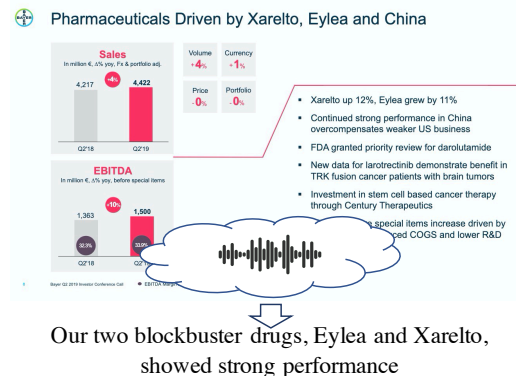 BAYER
Pharmaceuticals Driven by Xarelto, Eylea and China
Sales
In million €, Δ% yoy, Fx & portfolio adj.
+4%
4,217
4,422
Q2'18
Q2'19
Volume
+4%
Currency
+1%
Price
-0%
Portfolio
-0%
EBITDA
In million €, Δ% yoy, before special items
+10%
1,363
1,500
32.3%
33.9%
Q2'18
▪ Xarelto up 12%, Eylea grew by 11%
▪ Continued strong performance in China
overcompensates weaker US business
▪ FDA granted priority review for darolutamide
▪ New data for larotrectinib demonstrate benefit in
TRK fusion cancer patients with brain tumors
▪ Investment in stem cell based cancer therapy
through Century Therapeutics
special items increase driven by
COGS and lower R&D
Bayer Q2 2019 Investor Conference Call
EBITDA
Our two blockbuster drugs, Eylea and Xarelto,
showed strong performance